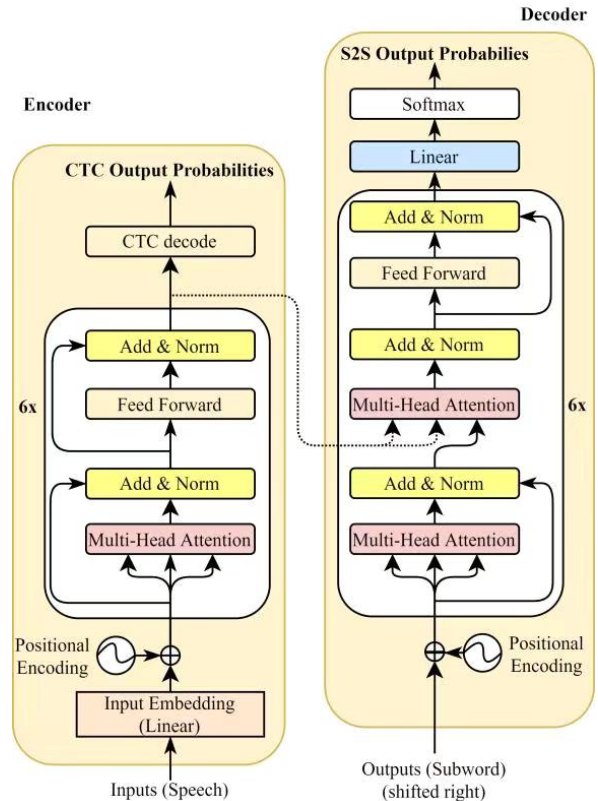 Encoder
CTC Output Probabilities
CTC decode
Add & Norm
Feed Forward
6x
Add & Norm
Multi-Head Attention
Positional
Encoding
Input Embedding
(Linear)
Inputs (Speech)
Decoder
S2S Output Probabilies
Softmax
Linear
Add & Norm
Feed Forward
Add & Norm
Multi-Head Attention
6x
Add & Norm
Multi-Head Attention
Positional
Encoding
Outputs (Subword)
(shifted right)